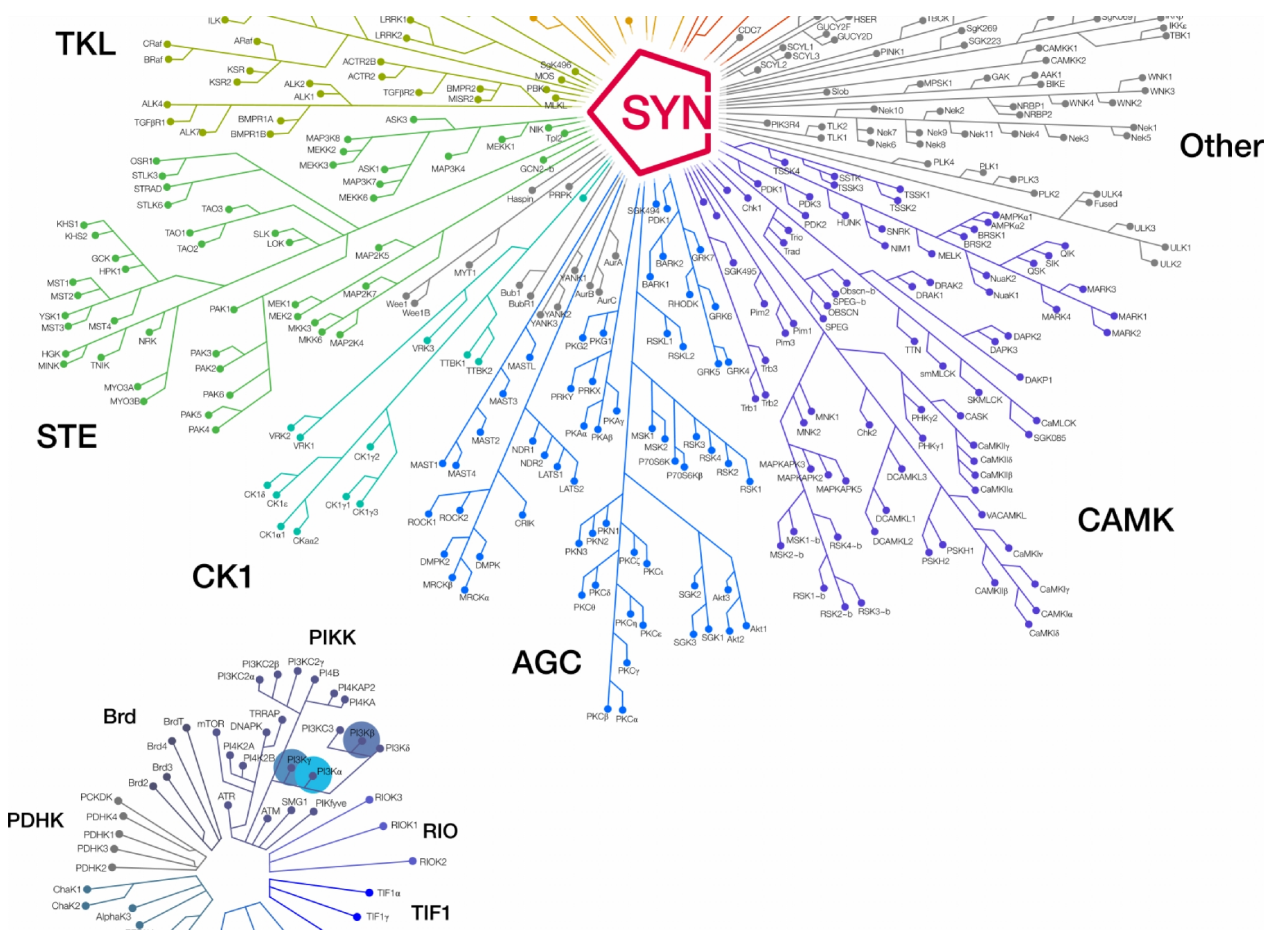 TKL
ILK
LRRK1
LRRK2
CRaf
BRaf
ARaf
KSR
KSR2
ACTR2B
ACTR2
TGFβR2
BMPR2
MISR2
SgK496
MOS
PBK
MLKL
ALK2
ALK1
ALK4
TGFβR1
ALK7
BMPR1A
BMPR1B
SYN
CDC7
HSER
GUCY2F
GUCY2D
SCYL1
SCYL3
SCYL2
PINK1
TBCK
SgK269
SGK223
SgK069
IKKε
TBK1
CAMKK1
CAMKK2
Slob
MPSK1
GAK
AAK1
BIKE
WNK1
WNK3
WNK4
WNK2
NRBP1
NRBP2
PIK3R4
TLK2
TLK1
Nek10
Nek2
Nek7
Nek6
Nek9
Nek8
Nek11
Nek4
Nek3
Nek1
Nek5
Other
PLK4
PLK1
PLK3
PLK2
ULK4
Fused
ULK3
ULK1
ULK2
ASK3
MAP3K8
MEKK2
MEKK3
ASK1
MAP3K7
MEKK6
MAP3K4
MEKK1
NIK
Tpl2
GCN2~b
Haspin
PRPK
OSR1
STLK3
STRAD
STLK6
TAO3
TAO1
TAO2
SLK
LOK
KHS1
KHS2
GCK
HPK1
MST1
MST2
YSK1
MST3
MST4
HGK
MINK
TNIK
NRK
MYO3A
MYO3B
PAK1
PAK3
PAK2
PAK6
PAK5
PAK4
MAP2K5
MAP2K7
MEK1
MEK2
MKK3
MKK6
MAP2K4
STE
MYT1
Wee1
Wee1B
Bub1
BubR1
AurA
AurB
AurC
YANK1
YANK2
YANK3
VRK3
TTBK1
TTBK2
VRK2
VRK1
CK1γ2
CK1δ
CK1ε
CK1γ1
CK1γ3
CK1α1
CKaα2
CK1
SGK494
PDK1
BARK2
BARK1
GRK7
RHODK
GRK6
GRK5
GRK4
RSKL1
RSKL2
PKG2
PKG1
PRKY
PRKX
PKAγ
PKAα
PKAβ
MASTL
MAST3
MAST2
MAST1
MAST4
NDR1
NDR2
LATS1
LATS2
ROCK1
ROCK2
CRIK
DMPK2
DMPK
MRCKβ
MRCKα
MSK1
MSK2
P70S6K
P70S6Kβ
RSK3
RSK4
RSK2
RSK1
PKN1
PKN2
PKN3
PKCζ
PKCι
PKCδ
PKCθ
PKCη
PKCε
PKCγ
PKCβ
PKCα
SGK2
SGK3
SGK1
Akt3
Akt2
Akt1
AGC
TSSK4
SSTK
TSSK3
TSSK1
TSSK2
PDK1
Chk1
PDK3
PDK2
HUNK
SNRK
NIM1
Trio
Trad
SGK495
MELK
AMPKα1
AMPKα2
BRSK1
BRSK2
QIK
SIK
QSK
NuaK2
NuaK1
MARK3
MARK4
MARK1
MARK2
Obscn~b
SPEG~b
OBSCN
SPEG
DRAK2
DRAK1
DAPK2
DAPK3
DAKP1
Pim2
Pim1
Pim3
Trb3
Trb1
Trb2
TTN
smMLCK
SKMLCK
CaMLCK
SGK085
CASK
PHKγ2
PHKγ1
CaMKIIγ
CaMKIIδ
CaMKIIβ
CaMKIIα
MNK1
MNK2
Chk2
MAPKAPK3
MAPKAPK2
MAPKAPK5
DCAMKL3
DCAMKL1
DCAMKL2
MSK1~b
MSK2~b
RSK4~b
RSK1~b
RSK2~b
RSK3~b
VACAMKL
PSKH1
PSKH2
CaMKIv
CaMKIγ
CAMKIIβ
CAMKIα
CaMKIδ
CAMK
PIKK
PI3KC2β
PI3KC2γ
PI3KC2α
PI4B
PI4KAP2
PI4KA
Brd
BrdT
mTOR
TRRAP
DNAPK
PI3KC3
PI3Kβ
PI3Kδ
Brd4
PI4K2A
PI4K2B
PI3Kγ
PI3Kα
Brd3
Brd2
ATR
ATM
SMG1
PIKfyve
RIOK3
PDHK
PCKDK
PDHK4
PDHK1
PDHK3
PDHK2
RIOK1
RIO
RIOK2
ChaK1
ChaK2
AlphaK3
TIF1α
TIF1γ
TIF1